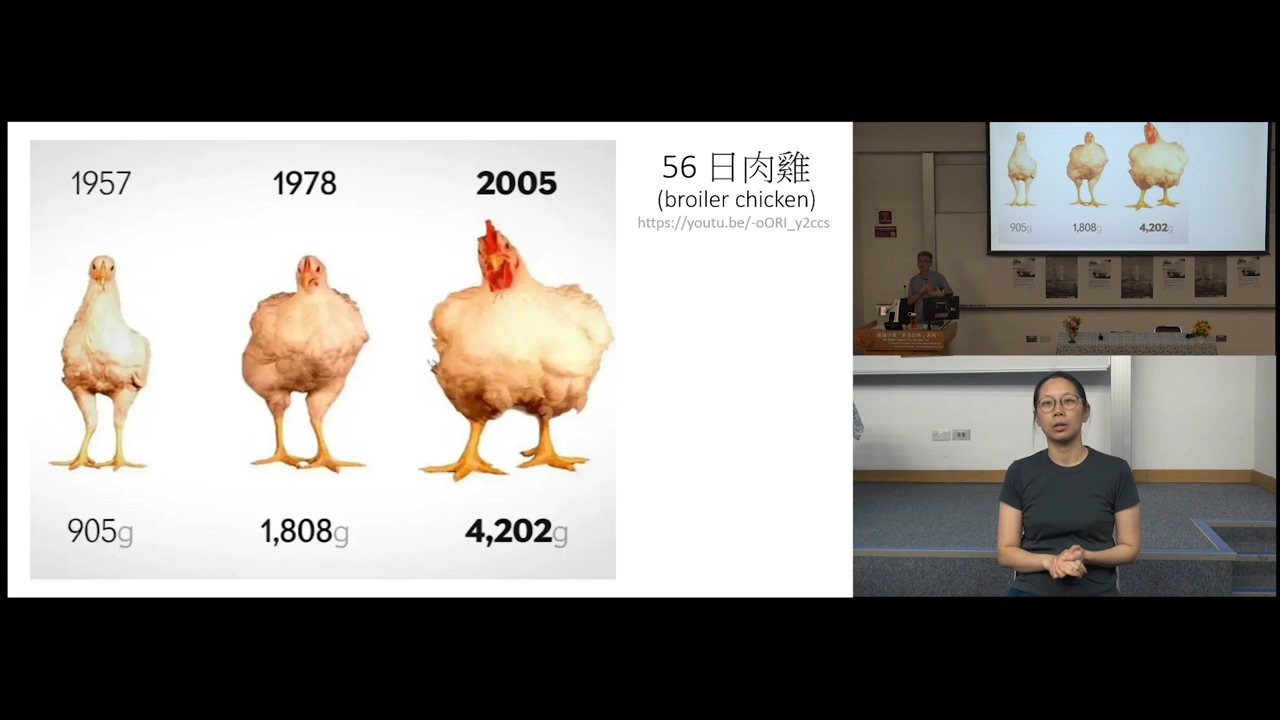 1957 1978 2005
905g 1,808g 4,202g
56 日肉雞
(broiler chicken)
https://youtu.be/-oORI_y2ccs
905g 1,808g 4,202g